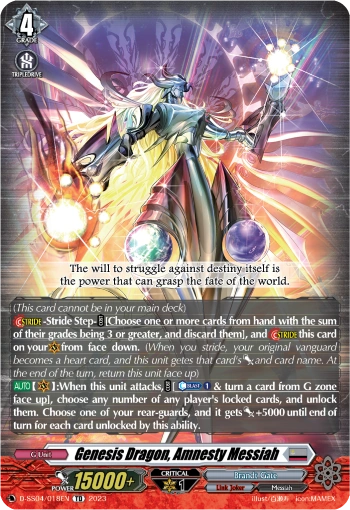 4
GRADE
TRIPLEDRIVE
The will to struggle against destiny itself is
the power that can grasp the fate of the world.
(This card cannot be in your main deck)
STRIDE -Stride Step- [Choose one or more cards from hand with the sum
of their grades being 3 or greater, and discard them], and STRIDE this card
on your from face down. (When you stride, your original vanguard
becomes a heart card, and this unit gets that card's and card name. At
the end of the turn, return this unit face up)
AUTO [ ]:When this unit attacks, [ BLAST 1 & turn a card from G zone
face up], choose any number of any player's locked cards, and unlock
them. Choose one of your rear-guards, and it gets +5000 until end of
turn for each card unlocked by this ability.
G Unit
Genesis Dragon, Amnesty Messiah
POWER 15000+
CRITICAL
1
Brandt Gate
Link Joker
Messiah
D-SS04/018EN TD 2023